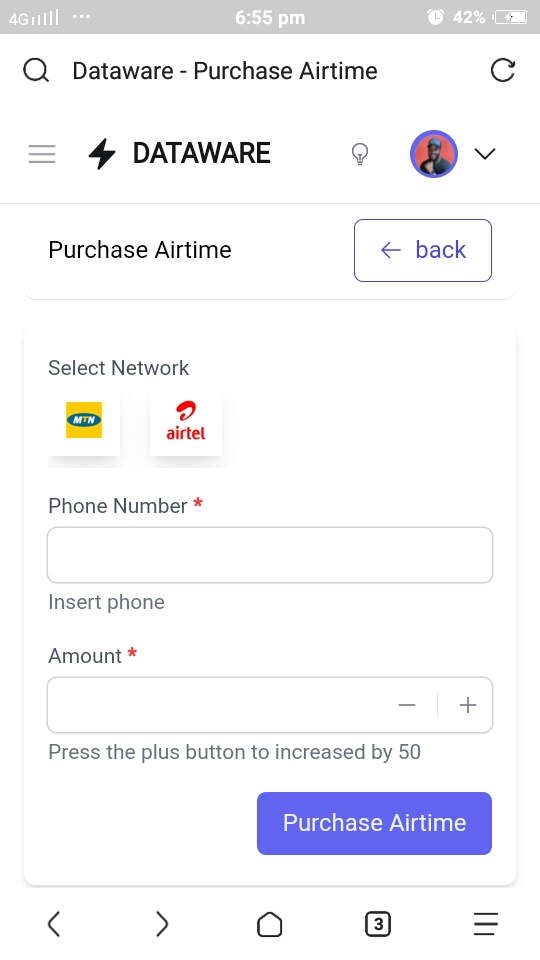 4G 6:55 pm 42%
Dataware - Purchase Airtime
DATAWARE
Purchase Airtime
back
Select Network
MTN airtel
Phone Number *
Insert phone
Amount *
Press the plus button to increased by 50
Purchase Airtime
3